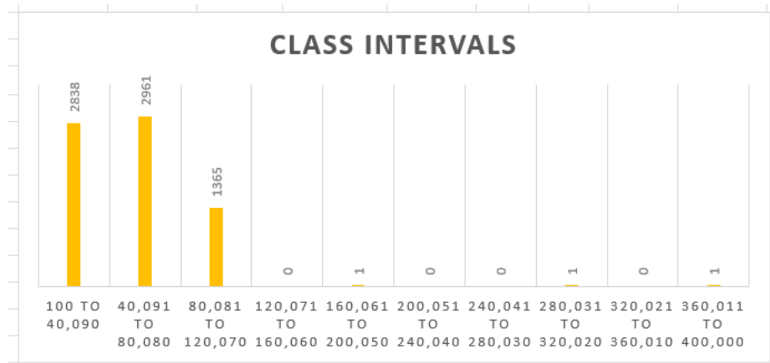 CLASS INTERVALS
2838
2961
1365
0
1
0
0
1
0
1
100 TO
40,090
40,091
TO
80,080
80,081
TO
120,070
120,071
TO
160,060
160,061
TO
200,050
200,051
TO
240,040
240,041
TO
280,030
280,031
TO
320,020
320,021
TO
360,010
360,011
TO
400,000